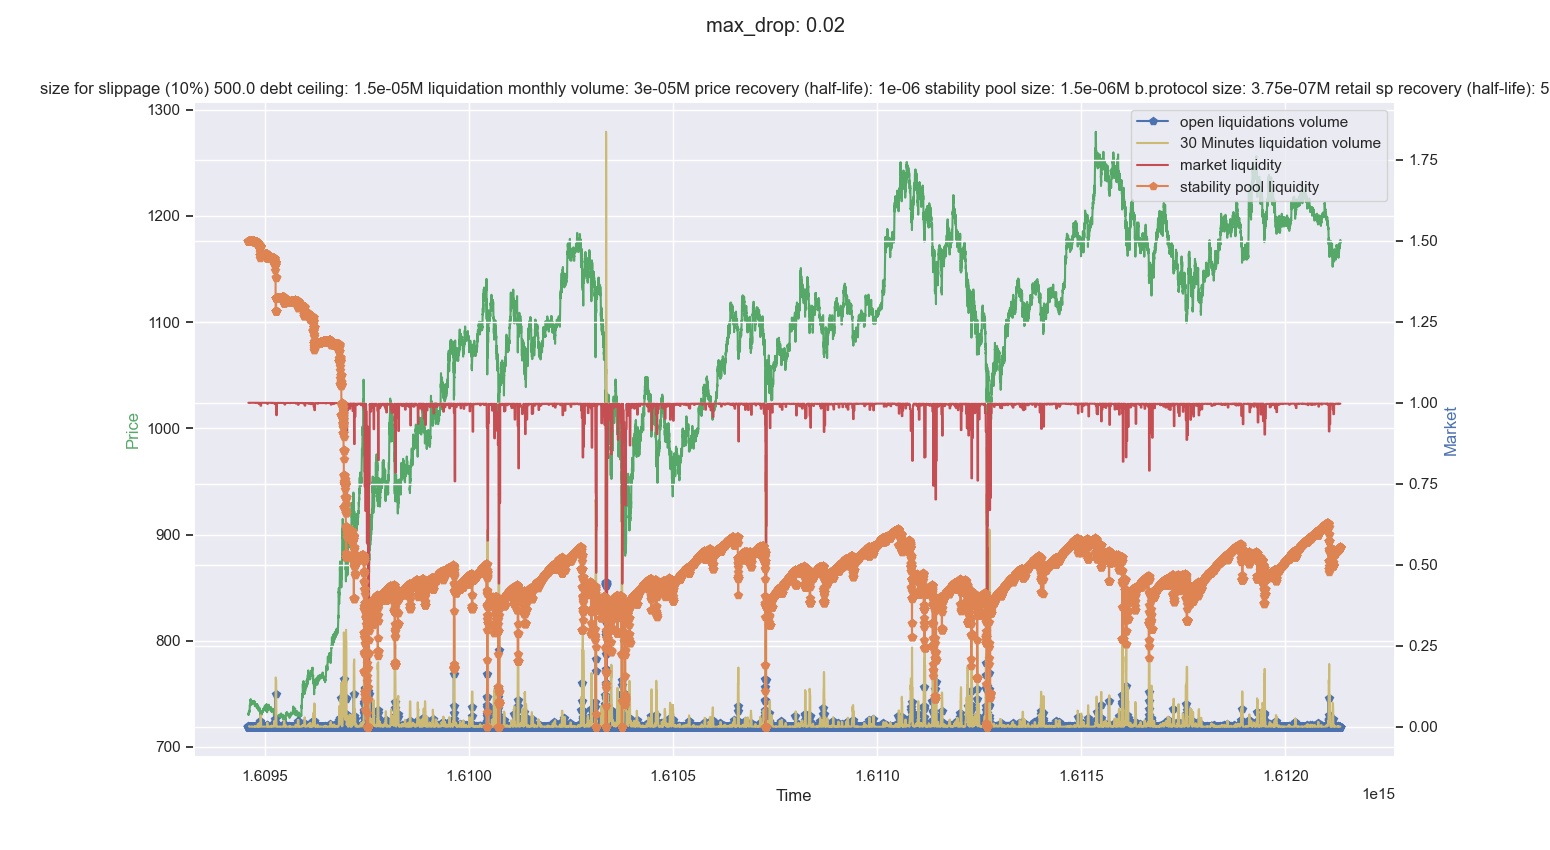 max_drop: 0.02
size for slippage (10%) 500.0 debt ceiling: 1.5e-05M liquidation monthly volume: 3e-05M price recovery (half-life): 1e-06 stability pool size: 1.5e-06M b.protocol size: 3.75e-07M retail sp recovery (half-life): 5
open liquidations volume
30 Minutes liquidation volume
market liquidity
stability pool liquidity
1300
1200
1100
1000
900
800
700
Price
1.75
1.50
1.25
1.00
0.75
0.50
0.25
0.00
Market
1.6095 1.6100 1.6105 1.6110 1.6115 1.6120
Time
1e15